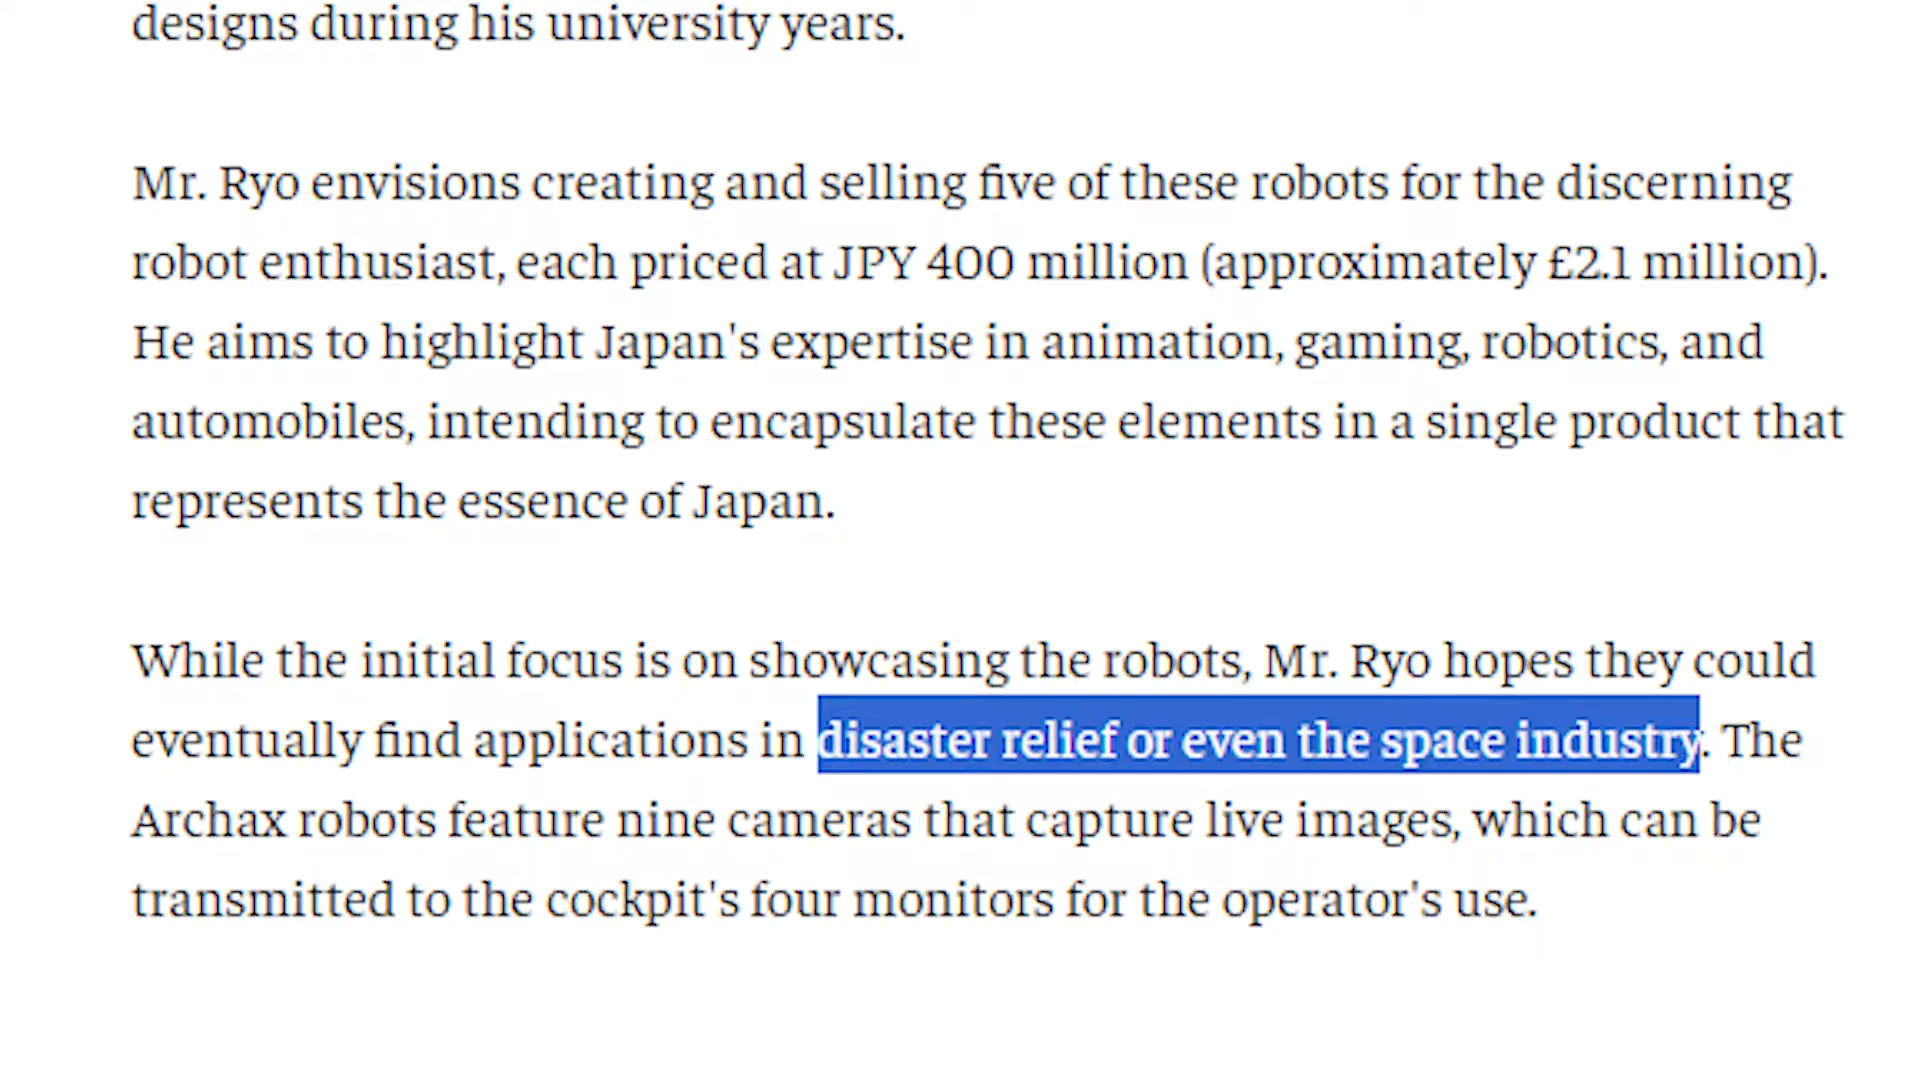 designs during his university years.
Mr. Ryo envisions creating and selling five of these robots for the discerning
robot enthusiast, each priced at JPY 400 million (approximately £2.1 million).
He aims to highlight Japan's expertise in animation, gaming, robotics, and
automobiles, intending to encapsulate these elements in a single product that
represents the essence of Japan.
While the initial focus is on showcasing the robots, Mr. Ryo hopes they could
eventually find applications in disaster relief or even the space industry. The
Archax robots feature nine cameras that capture live images, which can be
transmitted to the cockpit's four monitors for the operator's use.